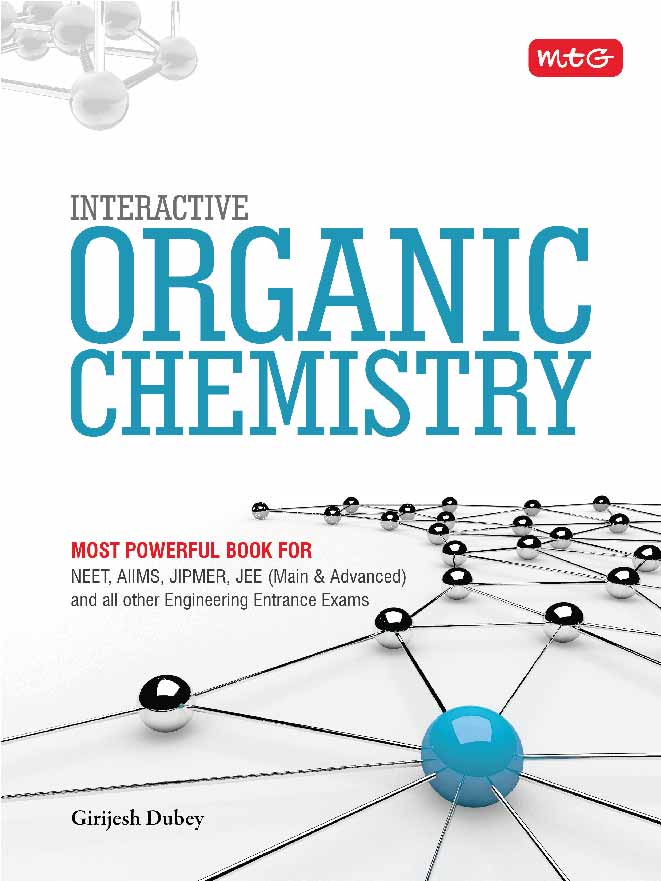 mtG
INTERACTIVE
ORGANIC
CHEMISTRY
MOST POWERFUL BOOK FOR
NEET, AIIMS, JIPMER, JEE (Main & Advanced)
and all other Engineering Entrance Exams
Girijesh Dubey